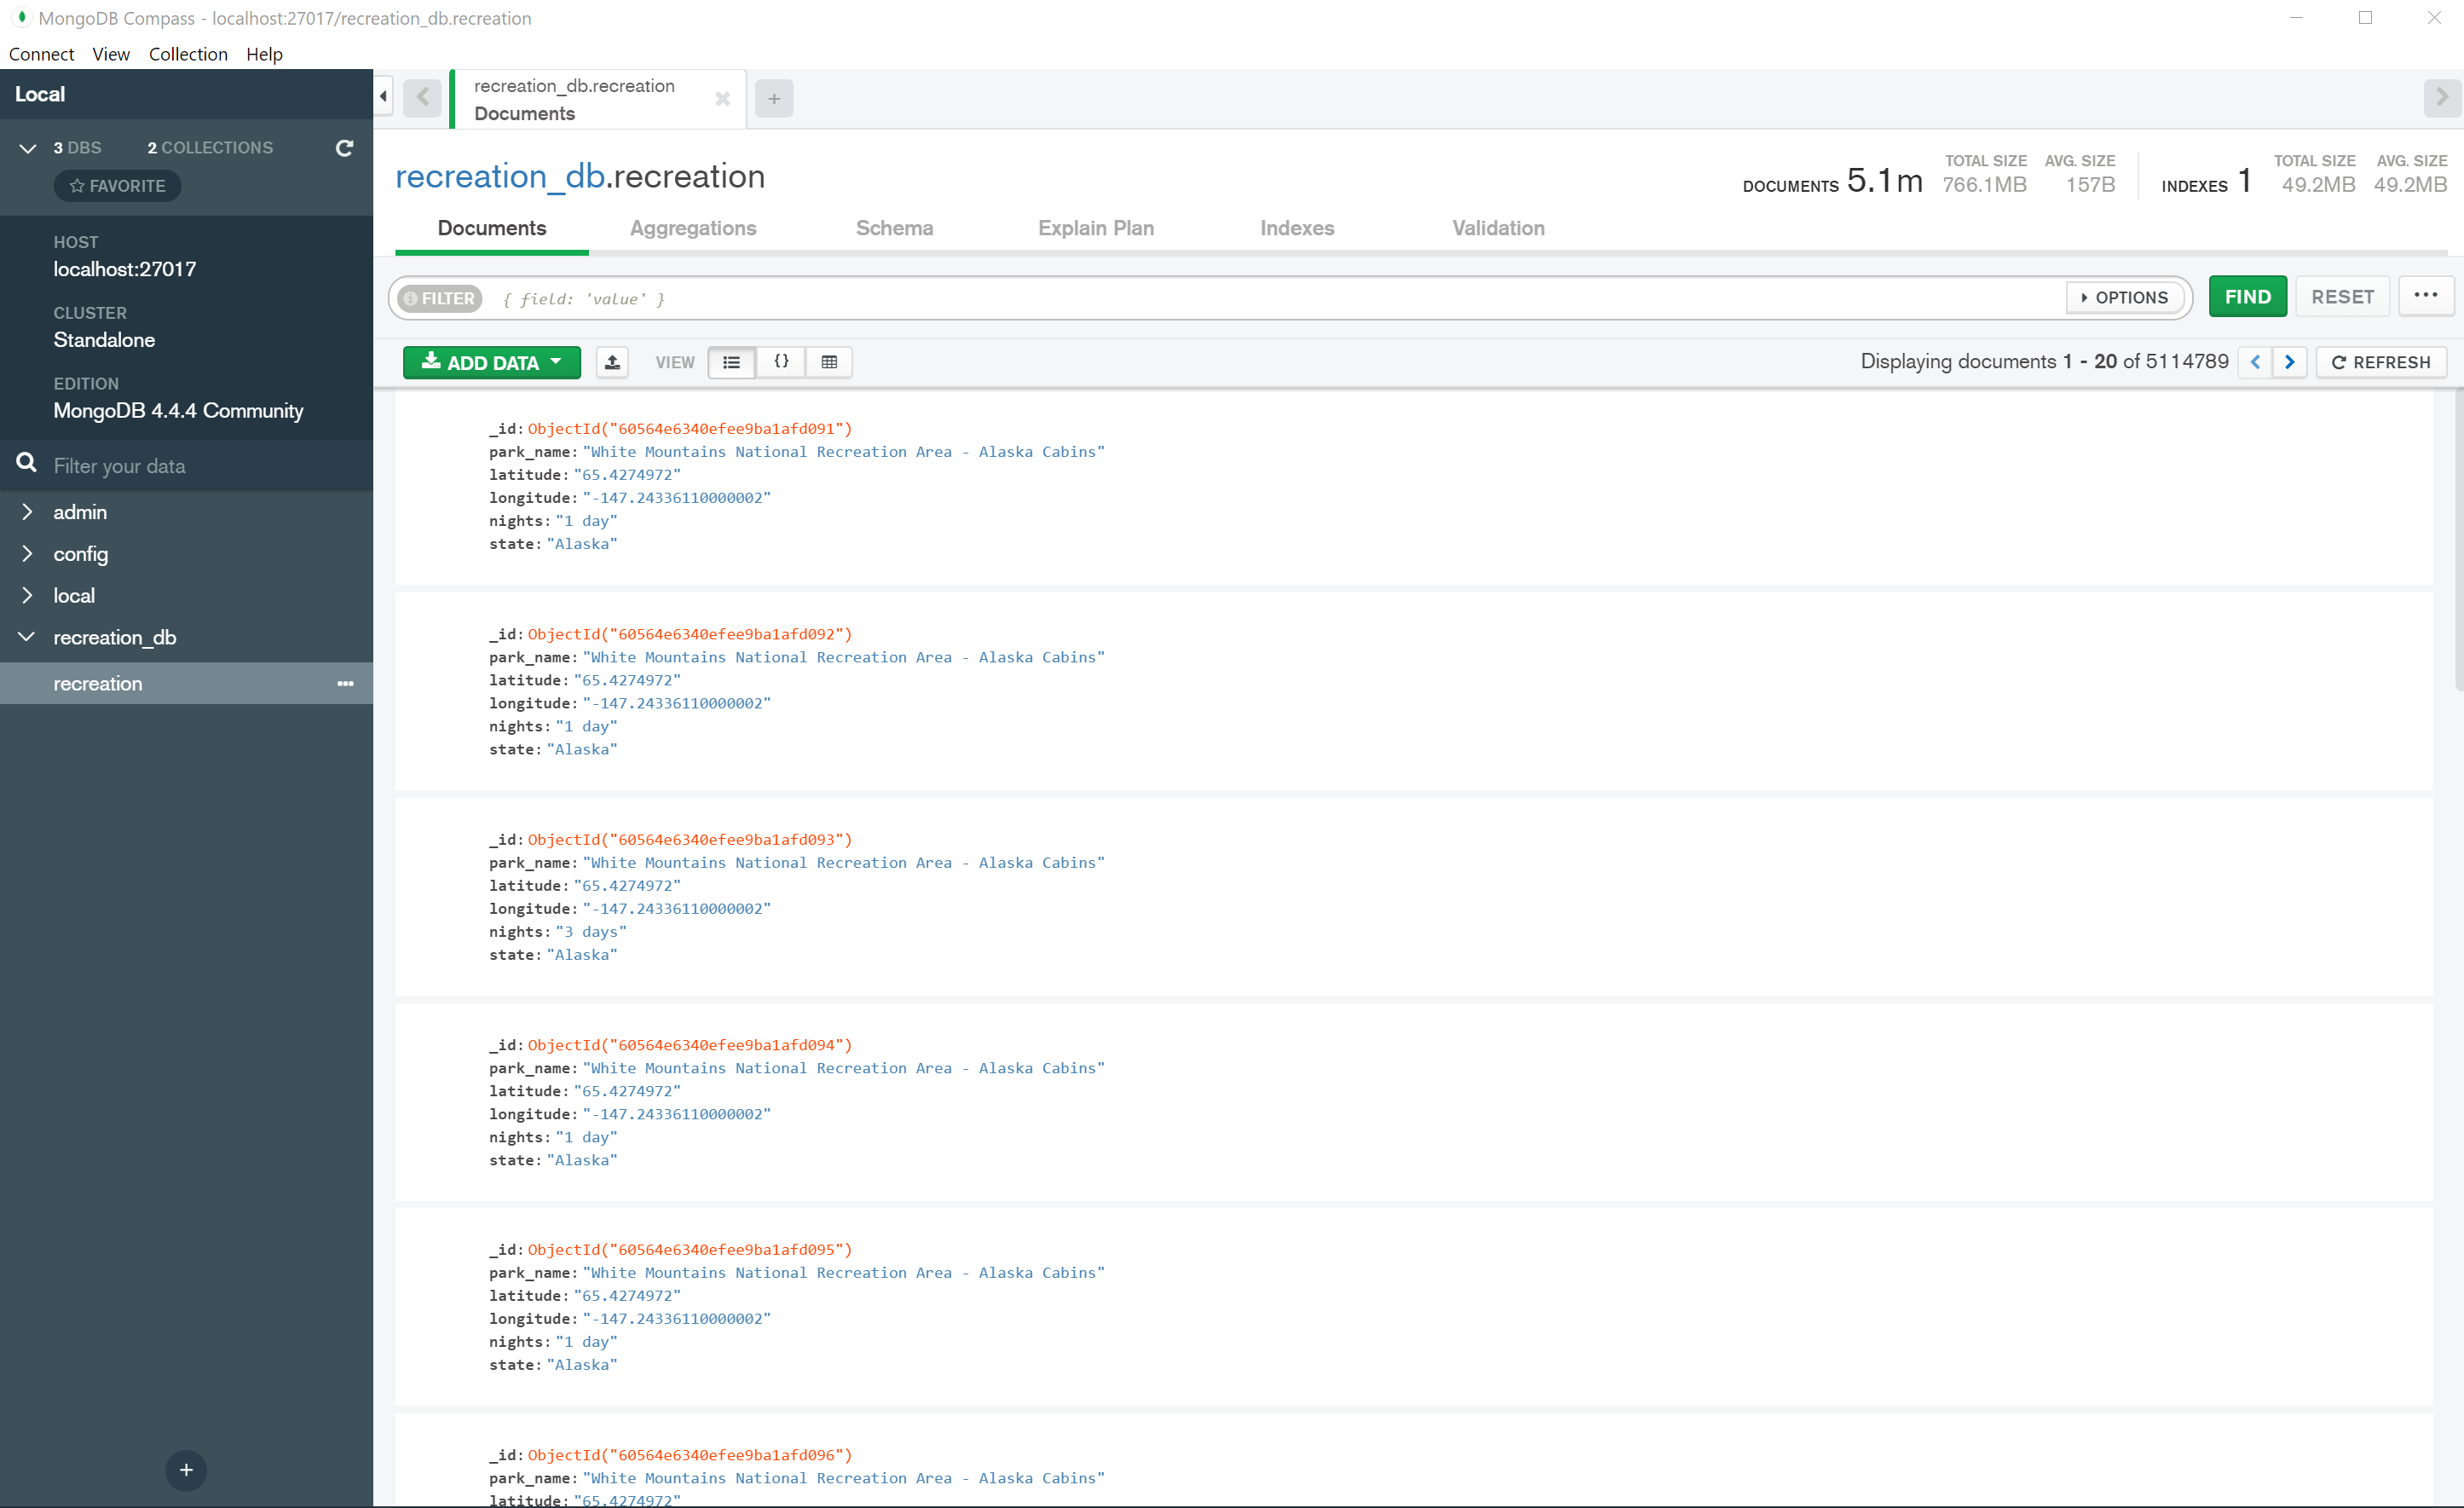 MongoDB Compass - localhost:27017/recreation_db.recreation
Connect View Collection Help
Local
3 DBS 2 COLLECTIONS
FAVORITE
HOST
localhost:27017
CLUSTER
Standalone
EDITION
MongoDB 4.4.4 Community
Filter your data
admin
config
local
recreation_db
recreation
recreation_db.recreation
Documents
recreation_db.recreation
DOCUMENTS 5.1m TOTAL SIZE 766.1MB AVG. SIZE 157B INDEXES 1 TOTAL SIZE 49.2MB AVG. SIZE 49.2MB
Documents Aggregations Schema Explain Plan Indexes Validation
FILTER { field: 'value' } OPTIONS FIND RESET ...
ADD DATA VIEW {} Displaying documents 1 - 20 of 5114789 REFRESH
_id: ObjectId("60564e6340efee9ba1afd091")
park_name: "White Mountains National Recreation Area - Alaska Cabins"
latitude: "65.4274972"
longitude: "-147.24336110000002"
nights: "1 day"
state: "Alaska"
_id: ObjectId("60564e6340efee9ba1afd092")
park_name: "White Mountains National Recreation Area - Alaska Cabins"
latitude: "65.4274972"
longitude: "-147.24336110000002"
nights: "1 day"
state: "Alaska"
_id: ObjectId("60564e6340efee9ba1afd093")
park_name: "White Mountains National Recreation Area - Alaska Cabins"
latitude: "65.4274972"
longitude: "-147.24336110000002"
nights: "3 days"
state: "Alaska"
_id: ObjectId("60564e6340efee9ba1afd094")
park_name: "White Mountains National Recreation Area - Alaska Cabins"
latitude: "65.4274972"
longitude: "-147.24336110000002"
nights: "1 day"
state: "Alaska"
_id: ObjectId("60564e6340efee9ba1afd095")
park_name: "White Mountains National Recreation Area - Alaska Cabins"
latitude: "65.4274972"
longitude: "-147.24336110000002"
nights: "1 day"
state: "Alaska"
_id: ObjectId("60564e6340efee9ba1afd096")
park_name: "White Mountains National Recreation Area - Alaska Cabins"
latitude: "65.4274972"